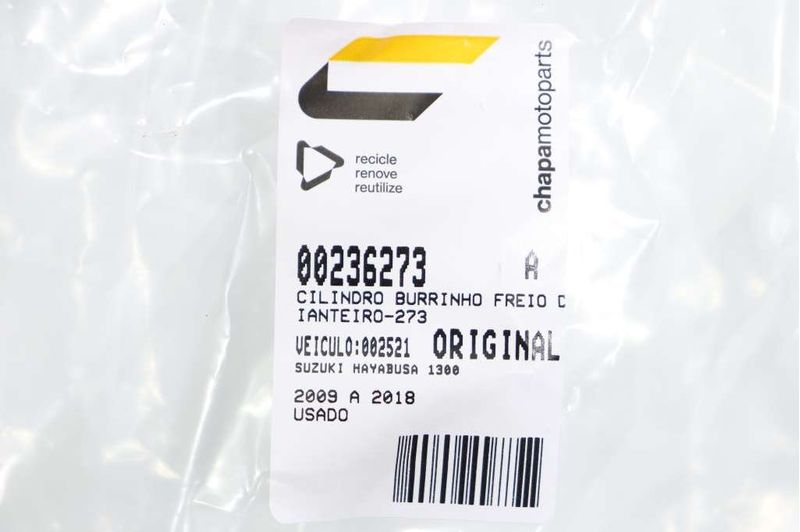 chapamotoparts
recicle
renove
reutilize
00236273 A
CILINDRO BURRINHO FREIO D
IANTEIRO-273
VEICULO:002521 ORIGINAL
SUZUKI HAYABUSA 1300
2009 A 2018
USADO